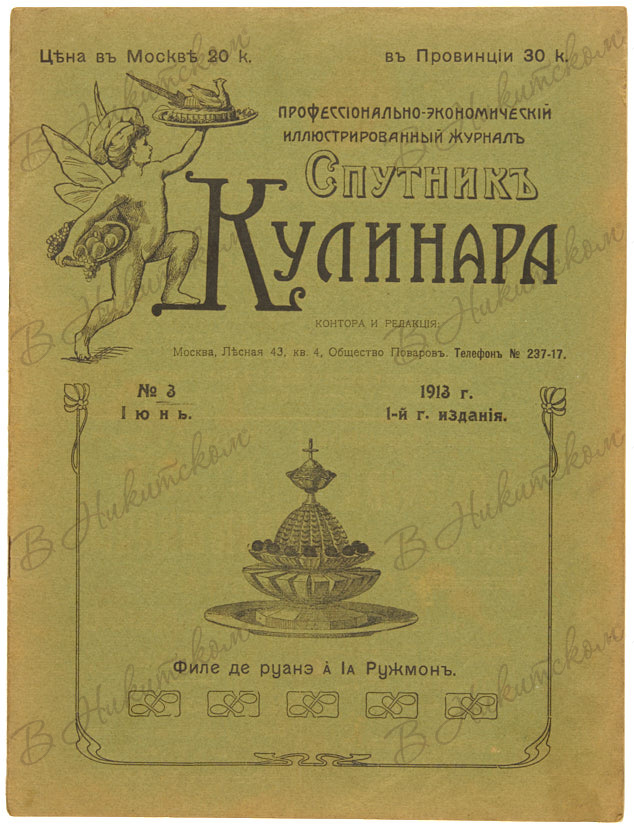 Цѣна въ Москвѣ 20 к. въ Провинціи 30 к.
ПРОФЕССІОНАЛЬНО-ЭКОНОМИЧЕСКІЙ
ИЛЛЮСТРИРОВАННЫЙ ЖУРНАЛЪ
Спутникъ
Кулинара
КОНТОРА И РЕДАКЦІЯ:
Москва, Лѣсная 43, кв. 4, Общество Поваровъ. Телефонъ № 237-17.
№ 3 1913 г.
Іюнь. 1-й г. изданія.
Филе де руанэ à la Ружмонъ.
В Никитском
В Никитском
В Никитском
В Никитском
В Никитском
В Никитском
В Никитском
В Никитском